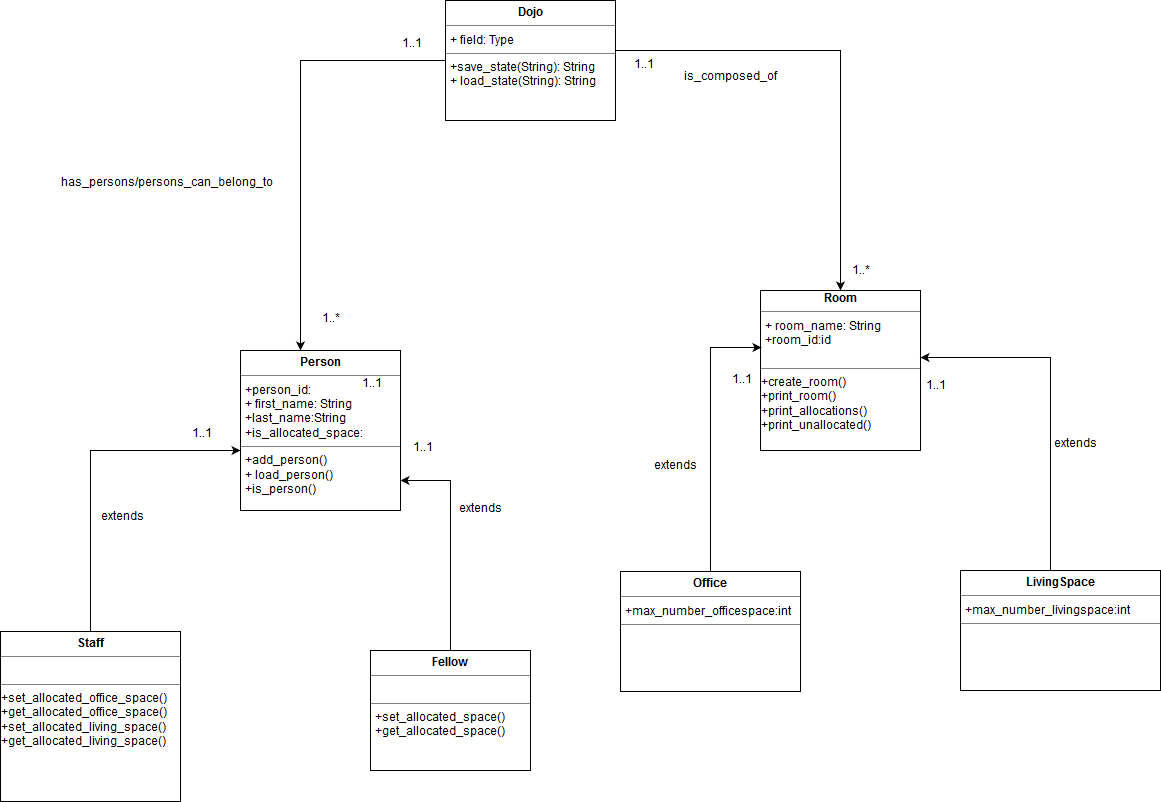 Dojo
+ field: Type
+save_state(String): String
+ load_state(String): String
1..1
1..1
is_composed_of
has_persons/persons_can_belong_to
1..*
1..*
Room
+ room_name: String
+room_id:id
+create_room()
+print_room()
+print_allocations()
+print_unallocated()
1..1
1..1
Person
+person_id:
1..1
+ first_name: String
+last_name:String
+is_allocated_space:
+add_person()
+ load_person()
+is_person()
1..1
1..1
extends
extends
extends
extends
Office
+max_number_officespace:int
LivingSpace
+max_number_livingspace:int
Staff
+set_allocated_office_space()
+get_allocated_office_space()
+set_allocated_living_space()
+get_allocated_living_space()
Fellow
+set_allocated_space()
+get_allocated_space()